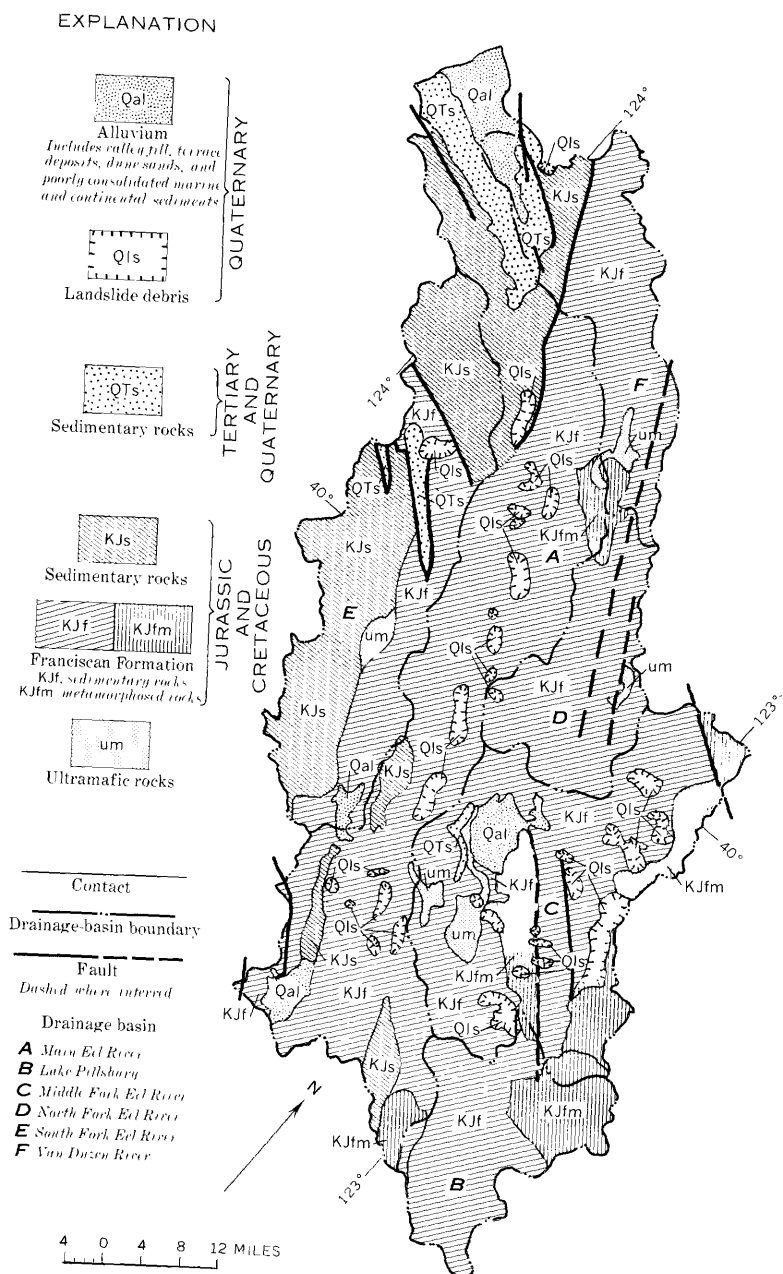 EXPLANATION
Qal
Alluvium
Includes valley fill, terrace
deposits, dune sands, and
poorly consolidated marine
and continental sediments
Qls
Landslide debris
QUATERNARY
QTs
Sedimentary rocks
TERTIARY
AND
QUATERNARY
KJs
Sedimentary rocks
KJf
KJfm
Franciscan Formation
KJf, sedimentary rocks
KJfm metamorphosed rocks
um
Ultramafic rocks
JURASSIC
AND
CRETACEOUS
Contact
Drainage-basin boundary
Fault
Dashed where inferred
Drainage basin
A Main Eel River
B Lake Pillsbury
C Middle Fork Eel River
D North Fork Eel River
E South Fork Eel River
F Van Duzen River
4 0 4 8 12 MILES
N
QTs
Qal
124°
Qls
KJs
QTs
KJf
KJs
Qls
F
124°
KJf
KJf
um
Qls
Qls
QTs
QTs
40°
Qls
KJfm
A
KJs
KJf
E
um
Qls
um
KJf
D
KJs
123°
Qal
KJs
Qls
Qal
KJf
Qls
40°
QTs
Qls
Qls
um
KJf
KJfm
C
Qls
um
KJs
KJfm
Qls
Qal
KJf
KJf
KJf
Qls
KJs
KJf
KJfm
KJfm
123°
B